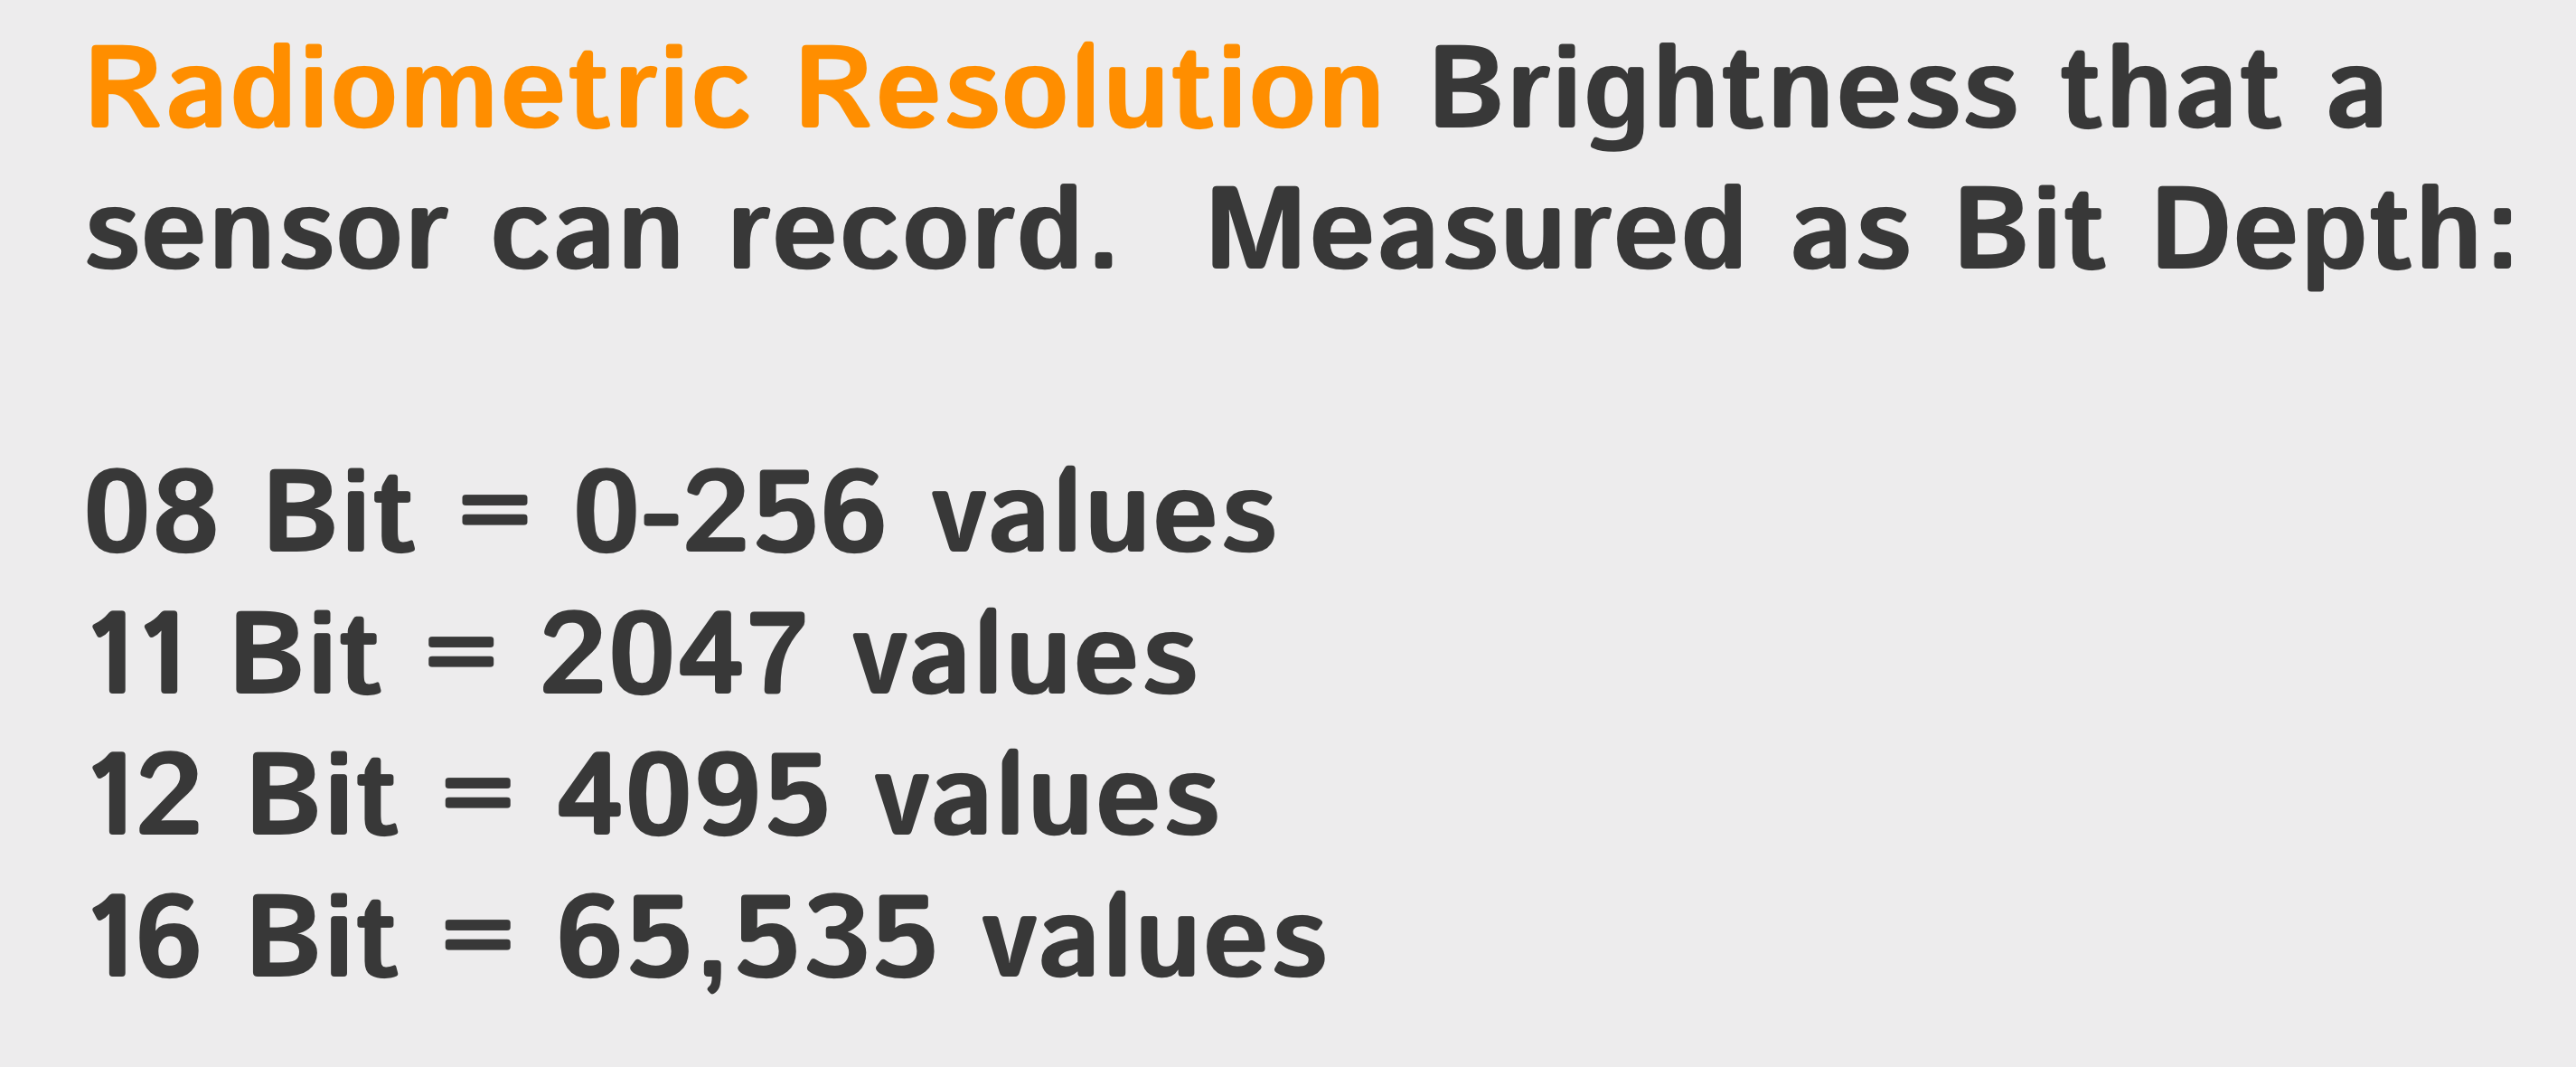 Radiometric Resolution Brightness that a
sensor can record.  Measured as Bit Depth:
08 Bit = 0-256 values
11 Bit = 2047 values
12 Bit = 4095 values
16 Bit = 65,535 values